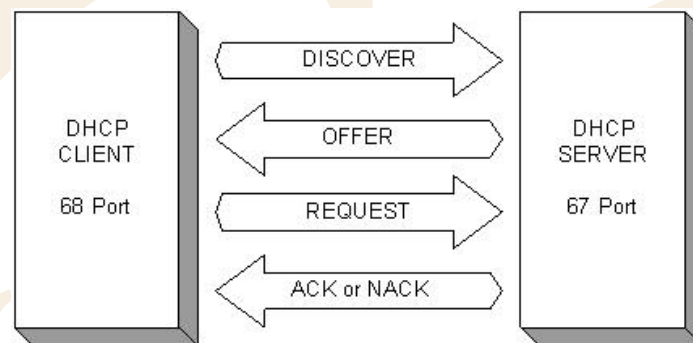 DISCOVER
DHCP
CLIENT
68 Port
OFFER
DHCP
SERVER
67 Port
REQUEST
ACK or NACK